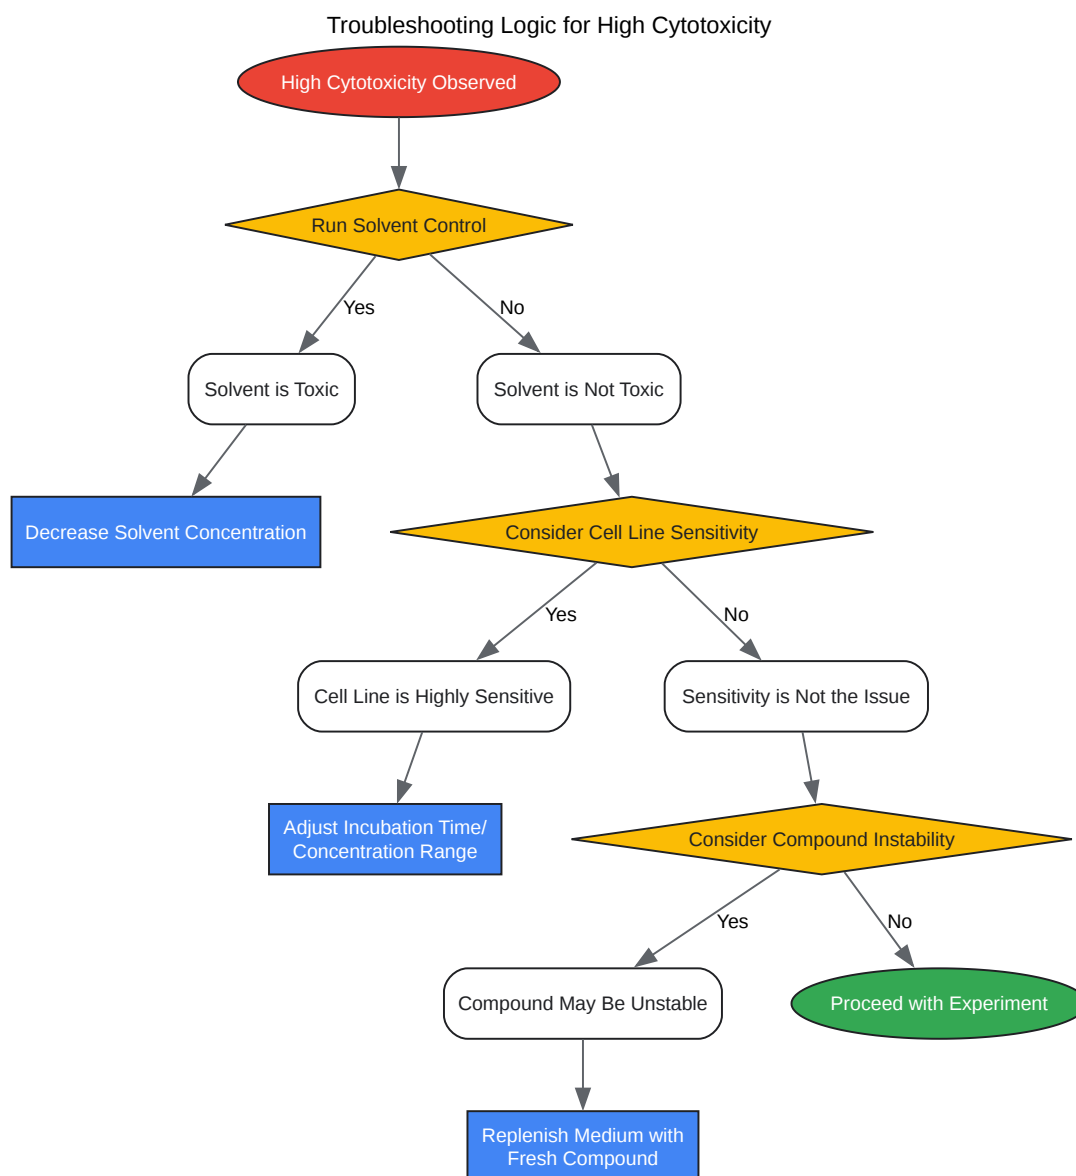 Troubleshooting Logic for High Cytotoxicity
High Cytotoxicity Observed
Run Solvent Control
Yes
No
Solvent is Toxic
Solvent is Not Toxic
Decrease Solvent Concentration
Consider Cell Line Sensitivity
Yes
No
Cell Line is Highly Sensitive
Sensitivity is Not the Issue
Adjust Incubation Time/
Concentration Range
Consider Compound Instability
Yes
No
Compound May Be Unstable
Proceed with Experiment
Replenish Medium with
Fresh Compound